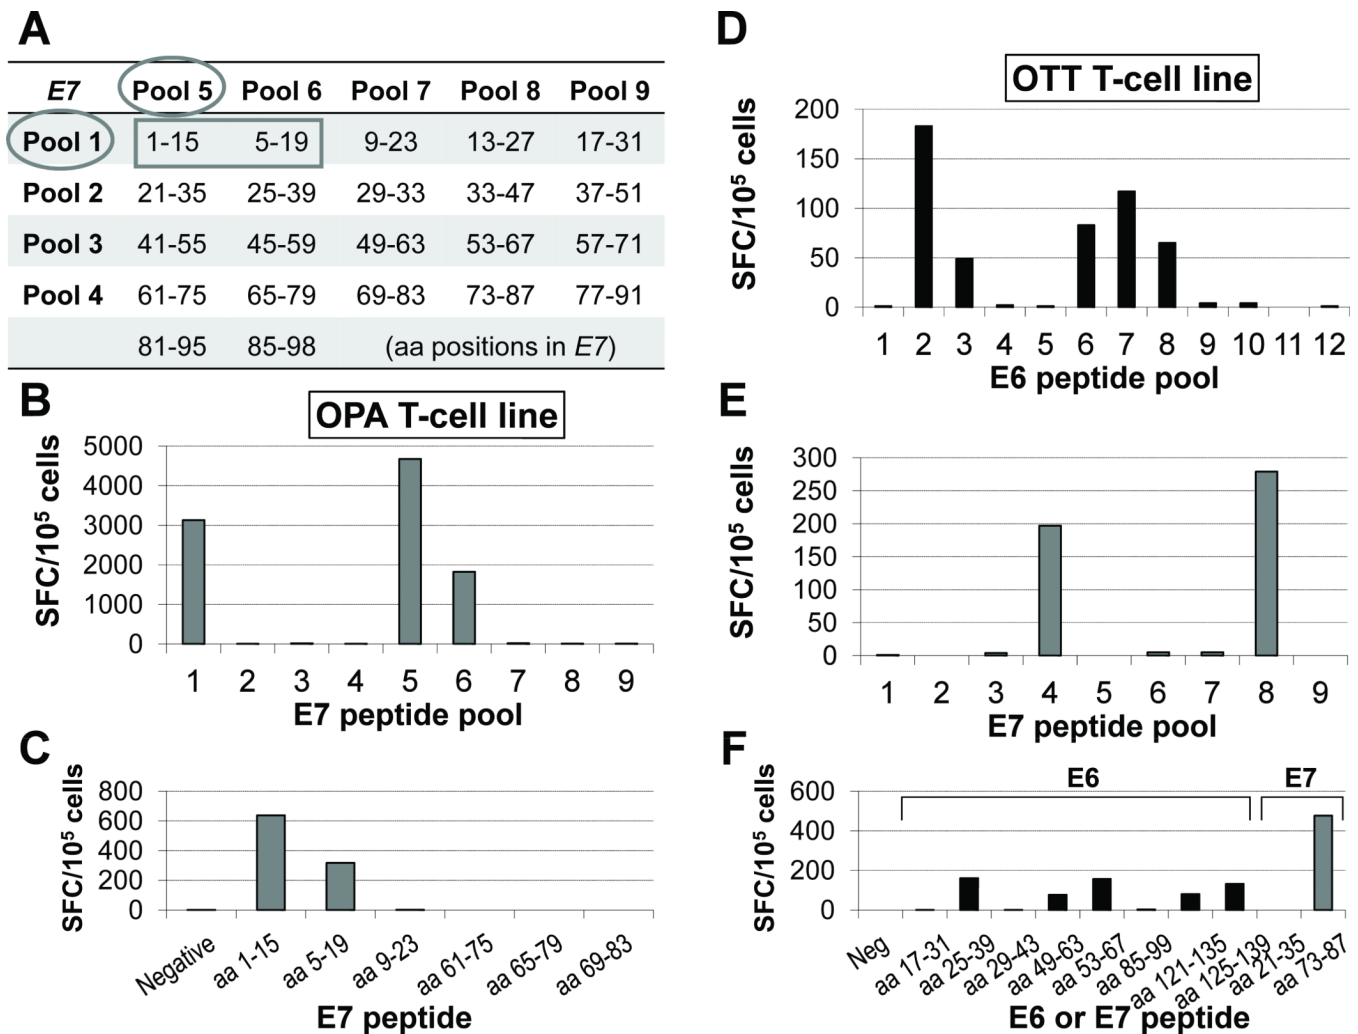 A
E7 Pool 5 Pool 6 Pool 7 Pool 8 Pool 9
Pool 1 1-15 5-19 9-23 13-27 17-31
Pool 2 21-35 25-39 29-33 33-47 37-51
Pool 3 41-55 45-59 49-63 53-67 57-71
Pool 4 61-75 65-79 69-83 73-87 77-91
81-95 85-98 (aa positions in E7)
B
OPA T-cell line
SFC/10⁵ cells
5000
4000
3000
2000
1000
0
1 2 3 4 5 6 7 8 9
E7 peptide pool
C
SFC/10⁵ cells
800
600
400
200
0
Negative aa 1-15 aa 5-19 aa 9-23 aa 61-75 aa 65-79 aa 69-83
E7 peptide
D
OTT T-cell line
SFC/10⁵ cells
200
150
100
50
0
1 2 3 4 5 6 7 8 9 10 11 12
E6 peptide pool
E
SFC/10⁵ cells
300
250
200
150
100
50
0
1 2 3 4 5 6 7 8 9
E7 peptide pool
F
E6 E7
SFC/10⁵ cells
600
400
200
0
Neg aa 17-31 aa 25-39 aa 29-43 aa 49-63 aa 53-67 aa 85-99 aa 121-135 aa 125-139 aa 21-35 aa 73-87
E6 or E7 peptide